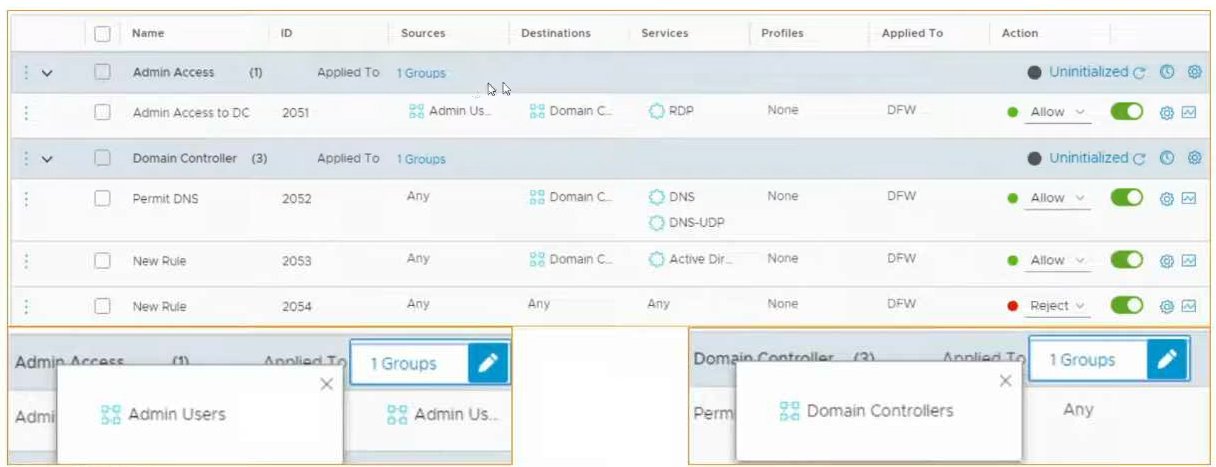 Name ID Sources Destinations Services Profiles Applied To Action
Admin Access (1) Applied To 1 Groups Uninitialized
Admin Access to DC 2051 Admin Us... Domain C... RDP None DFW Allow
Domain Controller (3) Applied To 1 Groups Uninitialized
Permit DNS 2052 Any Domain C... DNS None DFW Allow
DNS-UDP
New Rule 2053 Any Domain C... Active Dir... None DFW Allow
New Rule 2054 Any Any Any None DFW Reject
Admin Access (1) Applied To 1 Groups
Admin Users
Admi Admin Us...
Domain Controller (3) Applied To 1 Groups
Domain Controllers
Perm Any